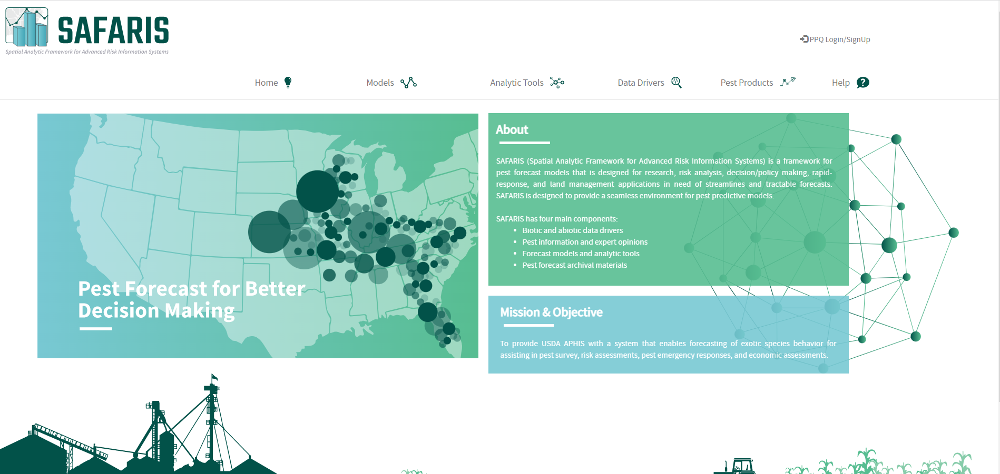 SAFARIS
Spatial Analytic Framework for Advanced Risk Information Systems
PPQ Login/SignUp
Home
Models
Analytic Tools
Data Drivers
Pest Products
Help
Pest Forecast for Better
Decision Making
About
SAFARIS (Spatial Analytic Framework for Advanced Risk Information Systems) is a framework for
pest forecast models that is designed for research, risk analysis, decision/policy making, rapid-
response, and land management applications in need of streamlines and tractable forecasts.
SAFARIS is designed to provide a seamless environment for pest predictive models.
SAFARIS has four main components:
• Biotic and abiotic data drivers
• Pest information and expert opinions
• Forecast models and analytic tools
• Pest forecast archival materials
Mission & Objective
To provide USDA APHIS with a system that enables forecasting of exotic species behavior for
assisting in pest survey, risk assessments, pest emergency responses, and economic assessments.